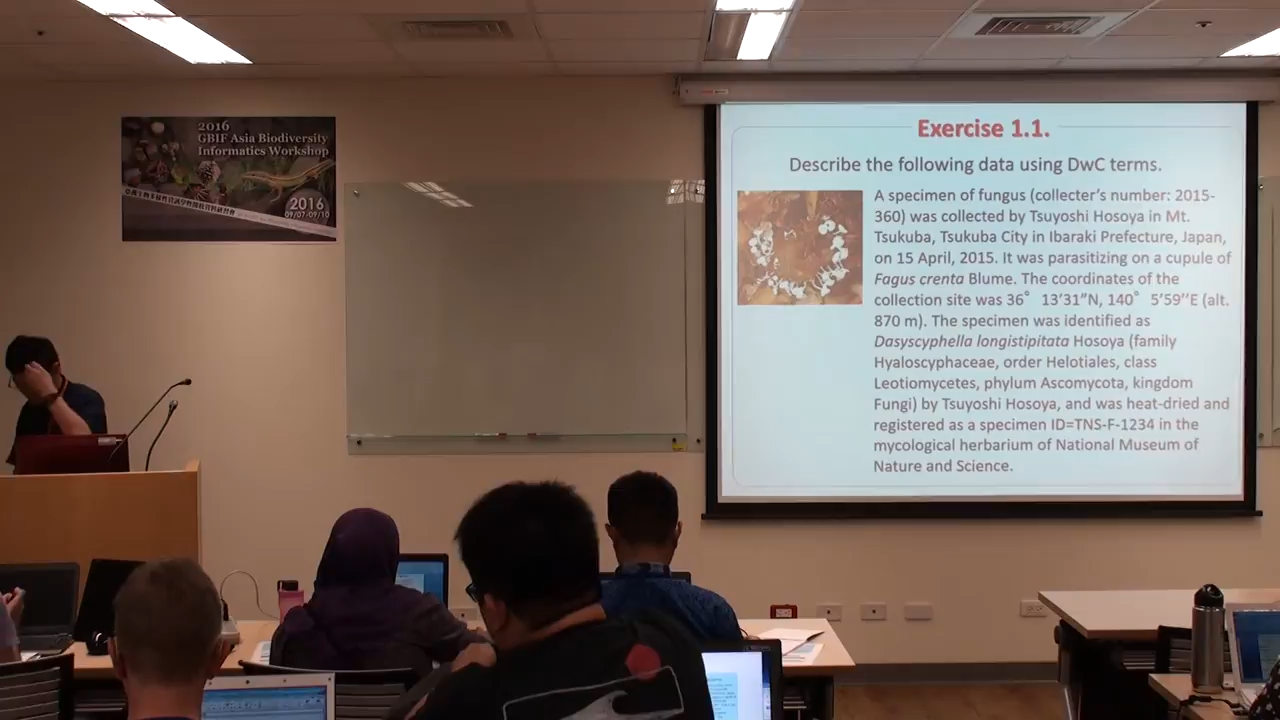 2016
GBIF Asia Biodiversity
Informatics Workshop
2016
09/07-09/10
Exercise 1.1.
Describe the following data using DwC terms.
A specimen of fungus (collecter's number: 2015-
360) was collected by Tsuyoshi Hosoya in Mt.
Tsukuba, Tsukuba City in Ibaraki Prefecture, Japan,
on 15 April, 2015. It was parasitizing on a cupule of
Fagus crenta Blume. The coordinates of the
collection site was 36° 13'31"N, 140° 5'59"E (alt.
870 m). The specimen was identified as
Dasyscyphella longistipitata Hosoya (family
Hyaloscyphaceae, order Helotiales, class
Leotiomycetes, phylum Ascomycota, kingdom
Fungi) by Tsuyoshi Hosoya, and was heat-dried and
registered as a specimen ID=TNS-F-1234 in the
mycological herbarium of National Museum of
Nature and Science.